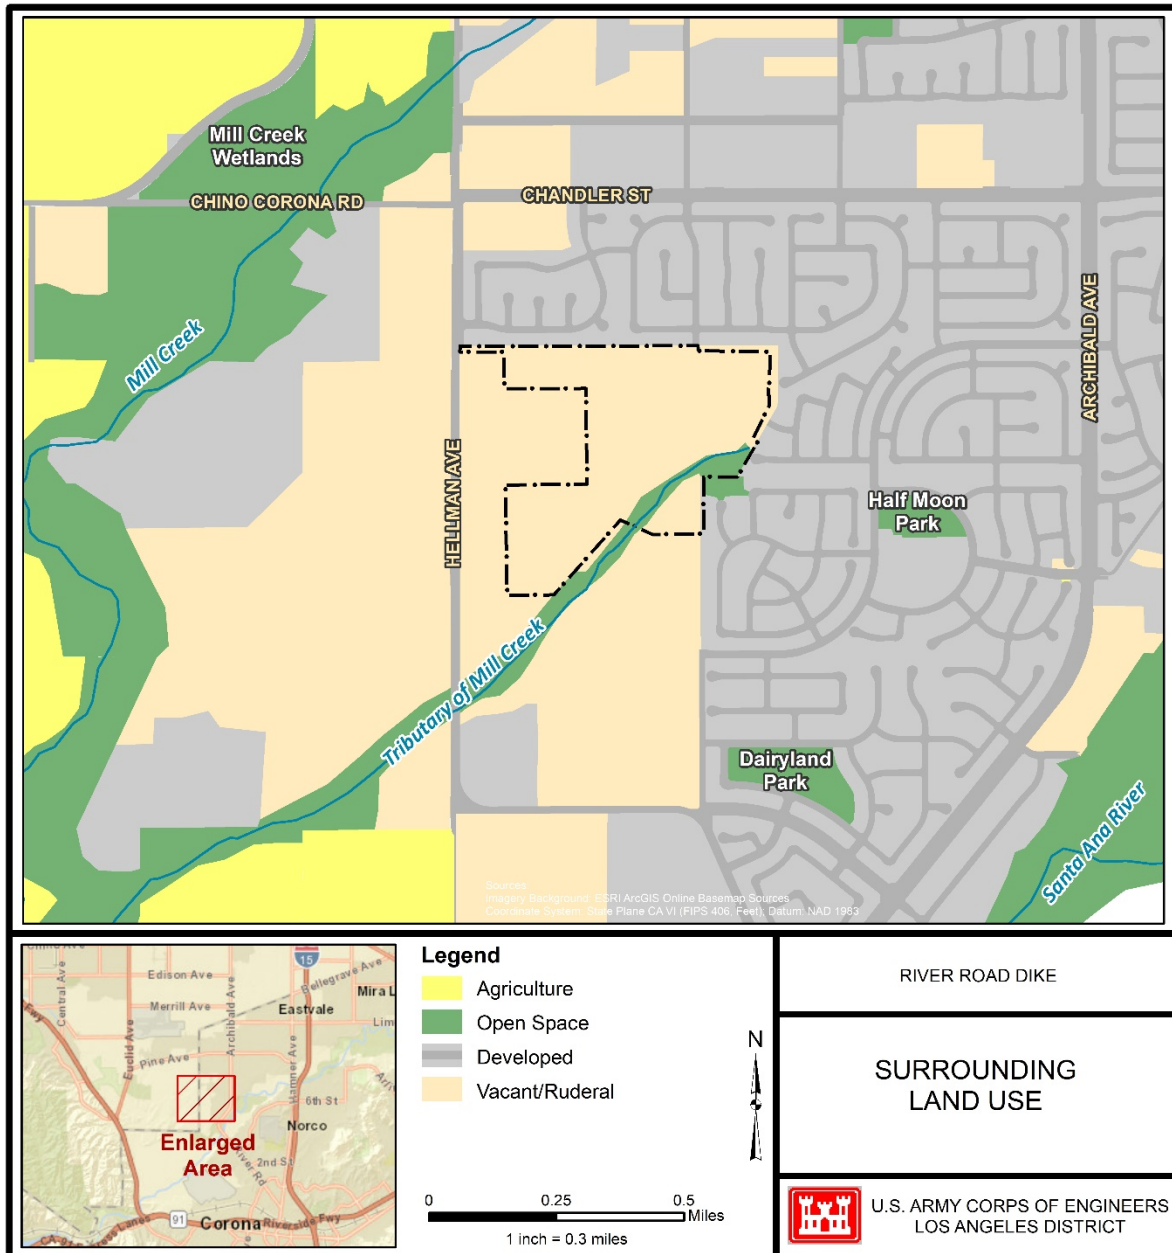 Mill Creek
Wetlands
CHINO CORONA RD
CHANDLER ST
ARCHIBALD AVE
Mill Creek
HELLMAN AVE
Half Moon
Park
Tributary of Mill Creek
Dairyland
Park
Santa Ana River
Sources:
Imagery Background: ESRI ArcGIS Online Basemap Sources
Coordinate System: State Plane CA VI (FIPS 406, Feet); Datum: NAD 1983
Central Ave
Edison Ave
Merrill Ave
Euclid Ave
Archibald Ave
15
Bellegrave Ave
Mira L
Eastvale
Lim
Pine Ave
Hamner Ave
6th St
Norco
Enlarged
Area
River Rd
2nd St
91
Corona
Riverside Fwy
Legend
Agriculture
Open Space
Developed
Vacant/Ruderal
N
0 0.25 0.5
Miles
1 inch = 0.3 miles
RIVER ROAD DIKE
SURROUNDING
LAND USE
U.S. ARMY CORPS OF ENGINEERS
LOS ANGELES DISTRICT